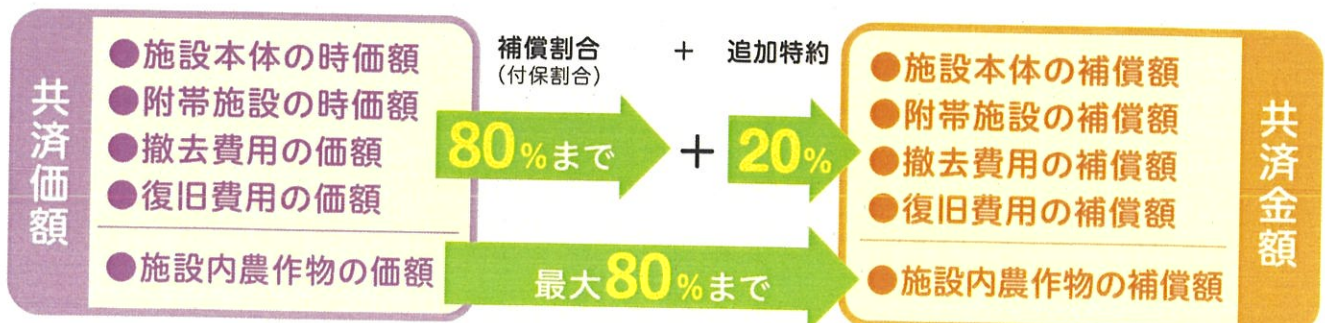 共済価額
●施設本体の時価額
●附帯施設の時価額
●撤去費用の価額
●復旧費用の価額
●施設内農作物の価額
補償割合
(付保割合)
+
追加特約
80%まで
+
20%
最大80%まで
●施設本体の補償額
●附帯施設の補償額
●撤去費用の補償額
●復旧費用の補償額
●施設内農作物の補償額
共済金額